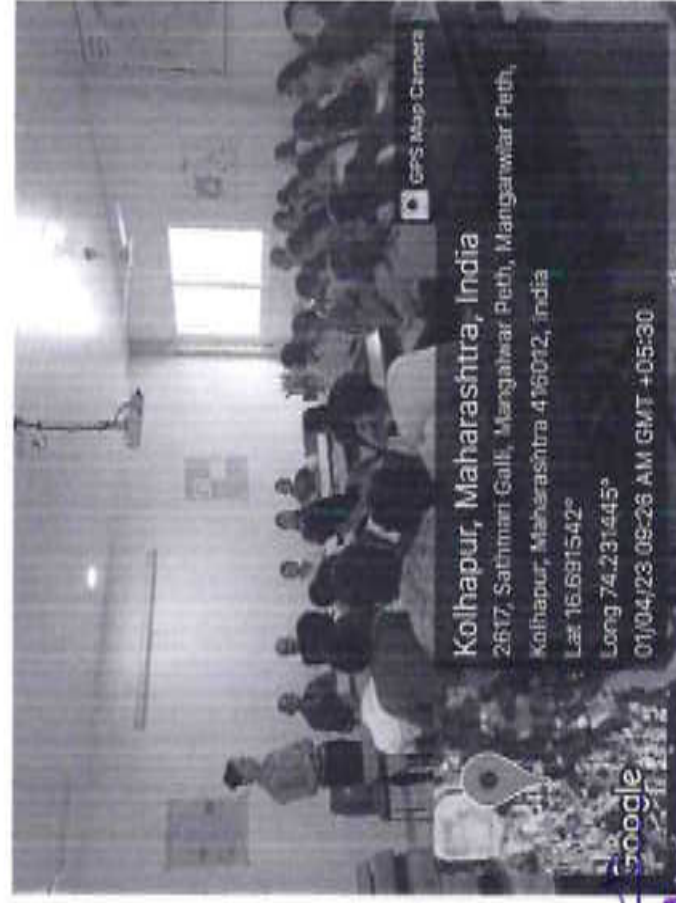 GPS Map Camera
Kolhapur, Maharashtra, India
2617, Sathmari Galli, Mangalwar Peth, Mangarwar Peth,
Kolhapur, Maharashtra 416012, India
Lat 16.691542°
Long 74.231445°
01/04/23 09:26 AM GMT +05:30
Google